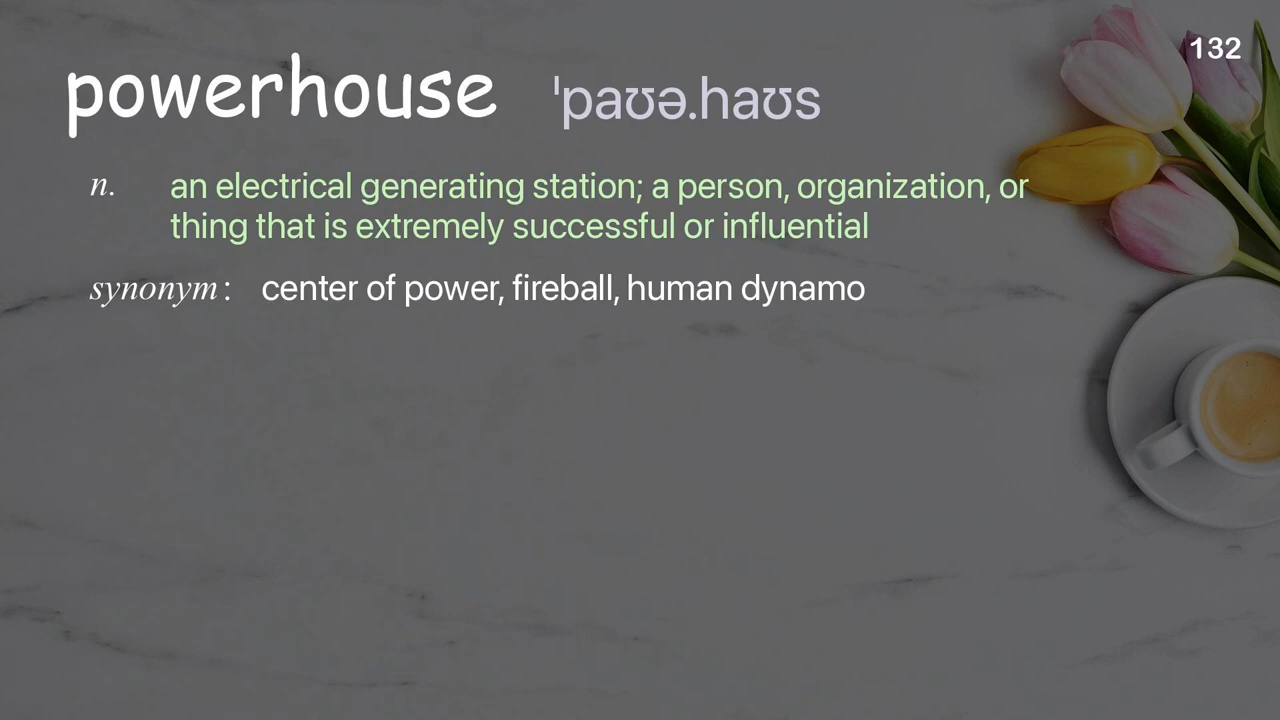 132
powerhouse ˈpaʊə.haʊs
n. an electrical generating station; a person, organization, or
thing that is extremely successful or influential
synonym: center of power, fireball, human dynamo